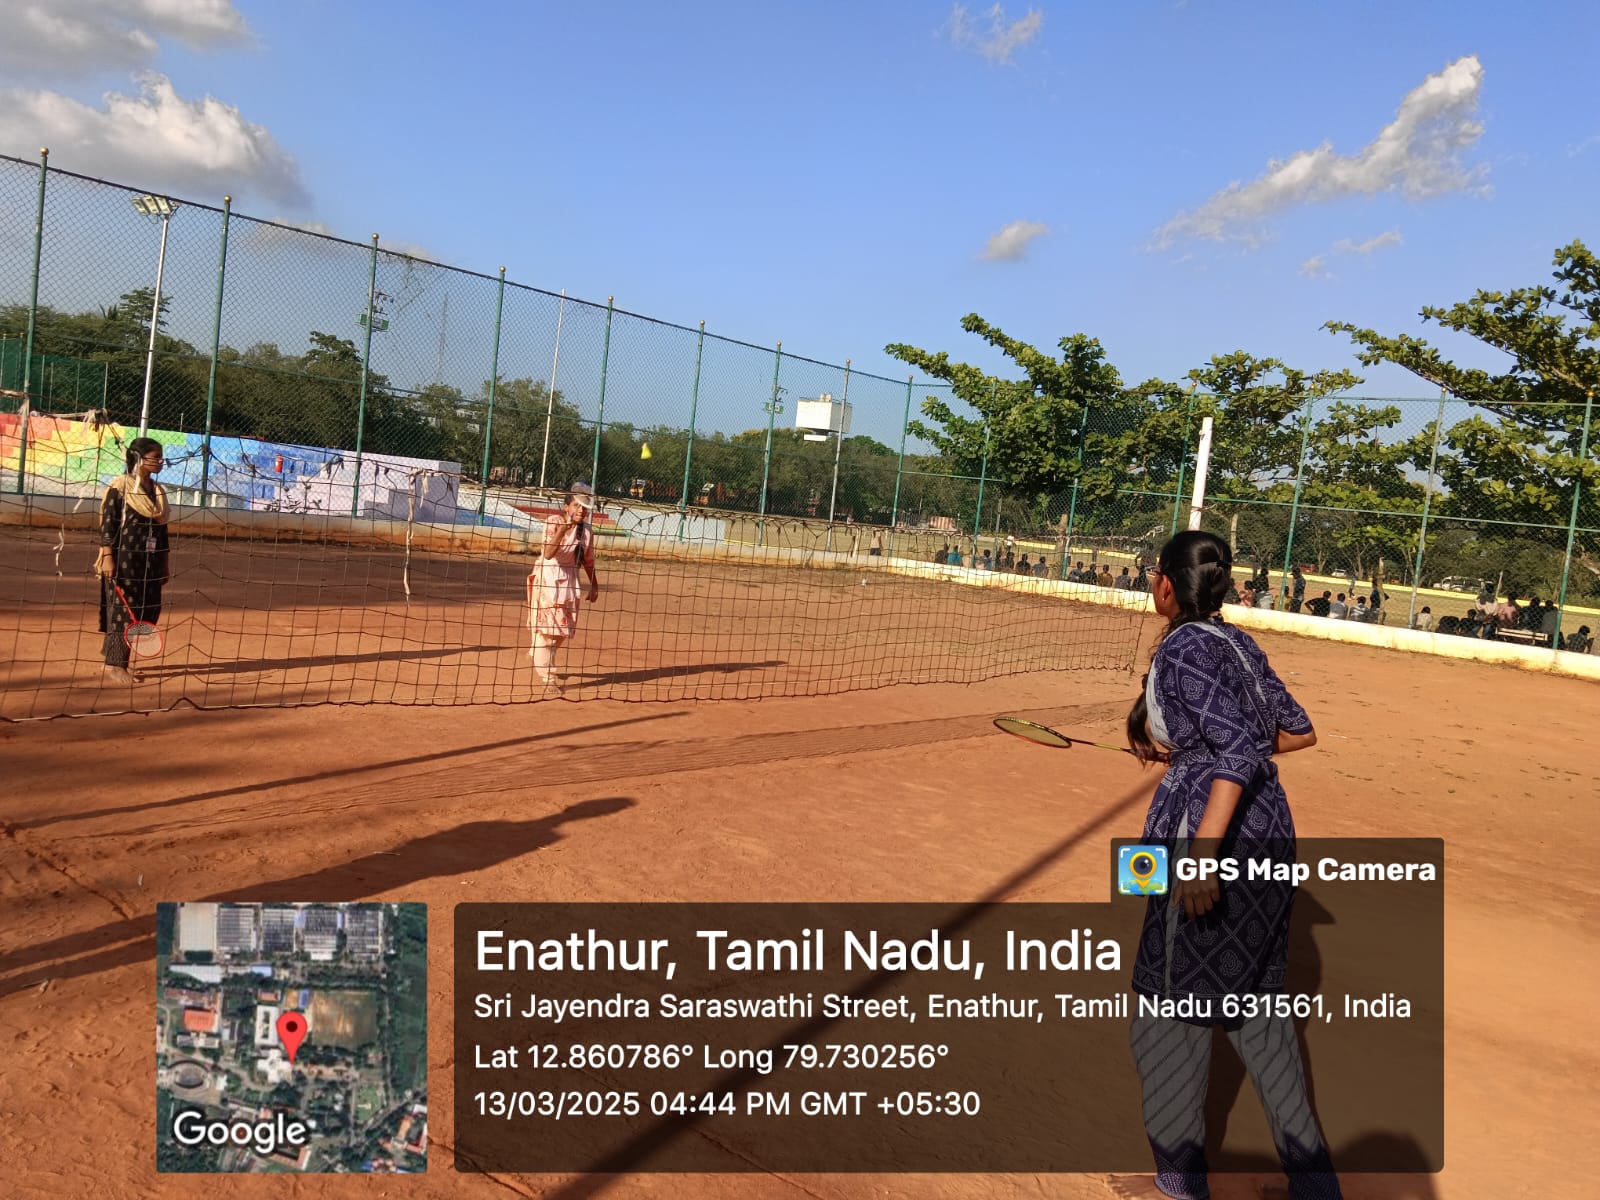 GPS Map Camera
Enathur, Tamil Nadu, India
Sri Jayendra Saraswathi Street, Enathur, Tamil Nadu 631561, India
Lat 12.860786° Long 79.730256°
13/03/2025 04:44 PM GMT +05:30
Google